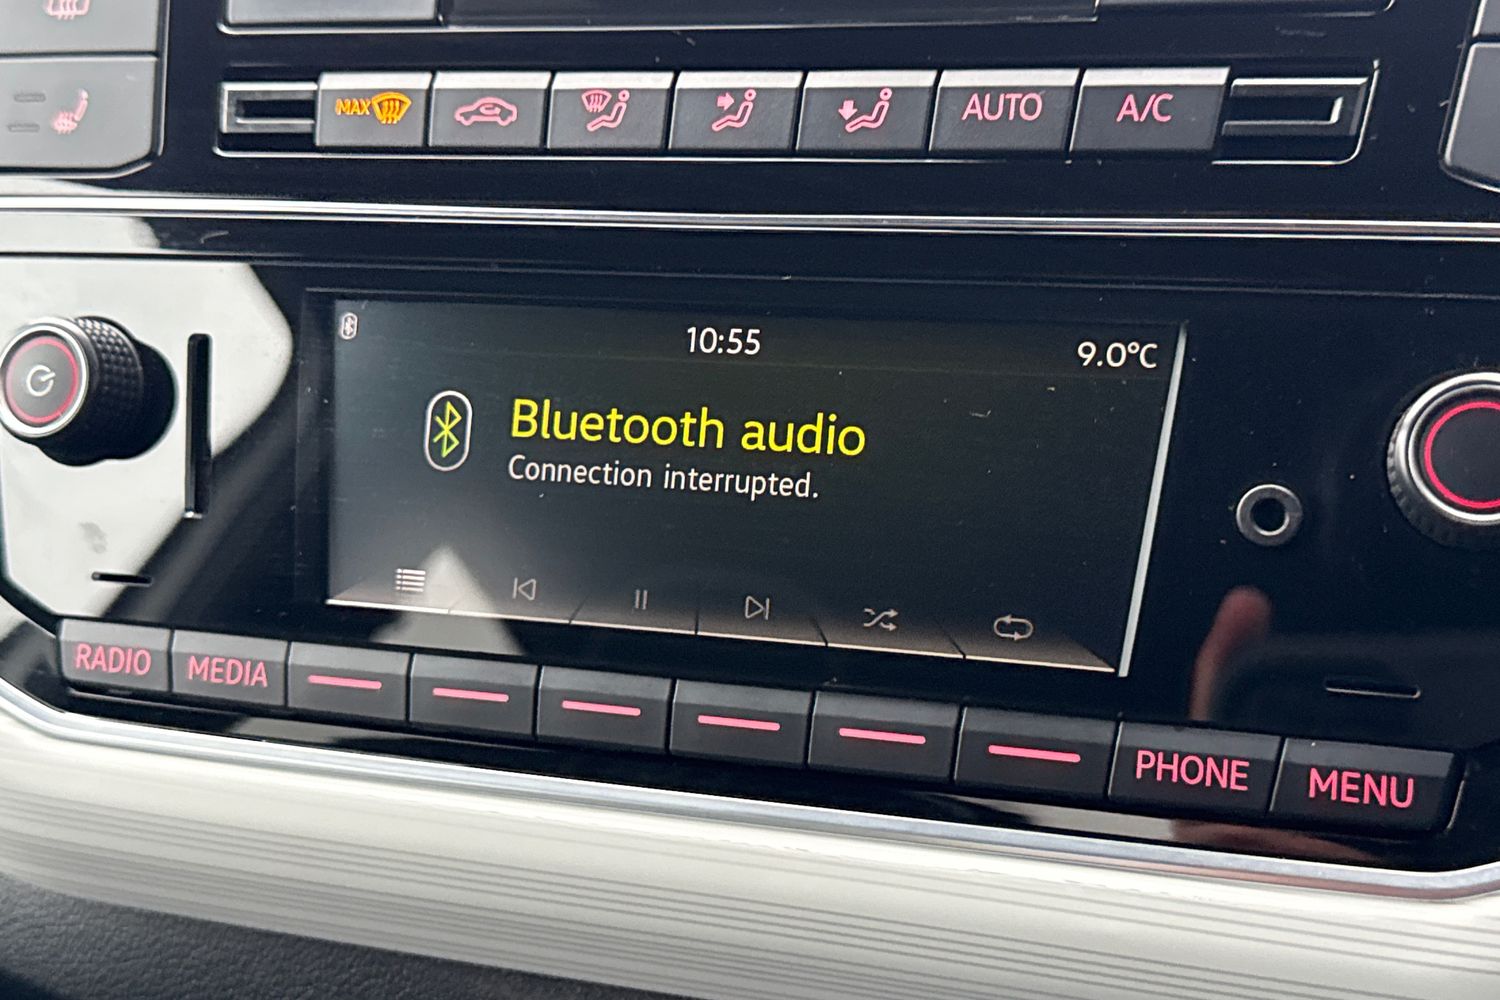 MAX
AUTO
A/C
10:55
9.0°C
Bluetooth audio
Connection interrupted.
RADIO
MEDIA
PHONE
MENU